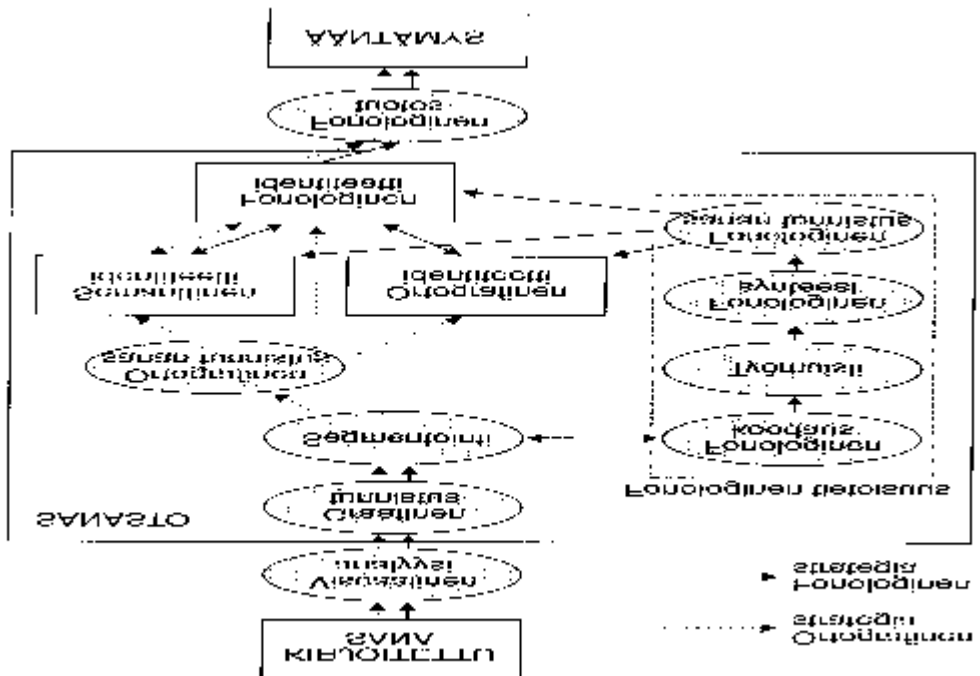 KIRJOITETTU
SANA
Ortografinen
strategia
Visuaalinen
analyysi
Fonologinen
strategia
SANASTO
Graafinen
tunnistus
Fonologinen tietoisuus
Segmentointi
Fonologinen
koodaus
Ortografinen
sanan tunnistus
Työmuisti
Semanttinen
identiteetti
Ortografinen
identiteetti
Fonologinen
synteesi
Fonologinen
sanan tunnistus
Fonologinen
identiteetti
Fonologinen
tuotos
ÄÄNTÄMYS